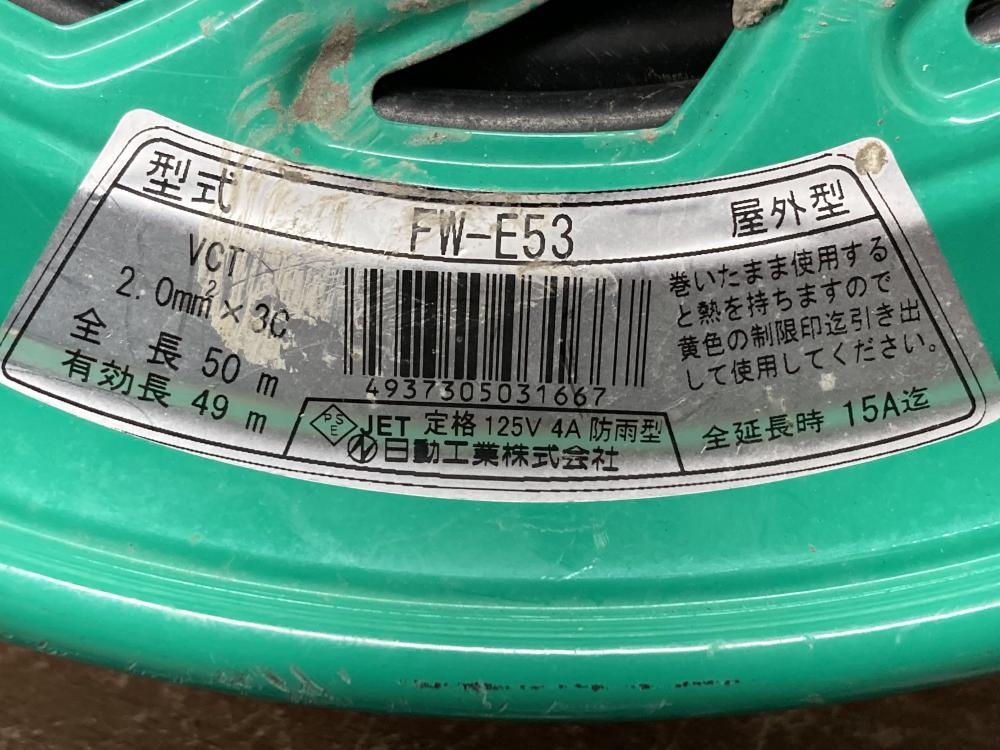 型式 FW-E53 屋外型
VCT
2.0mm²×3C
全長 50m
有効長 49m
4937305031667
巻いたまま使用する
と熱を持ちますので
黄色の制限印迄引き出
して使用してください。
全延長時 15A迄
PSE JET 定格 125V 4A 防雨型
日動工業株式会社